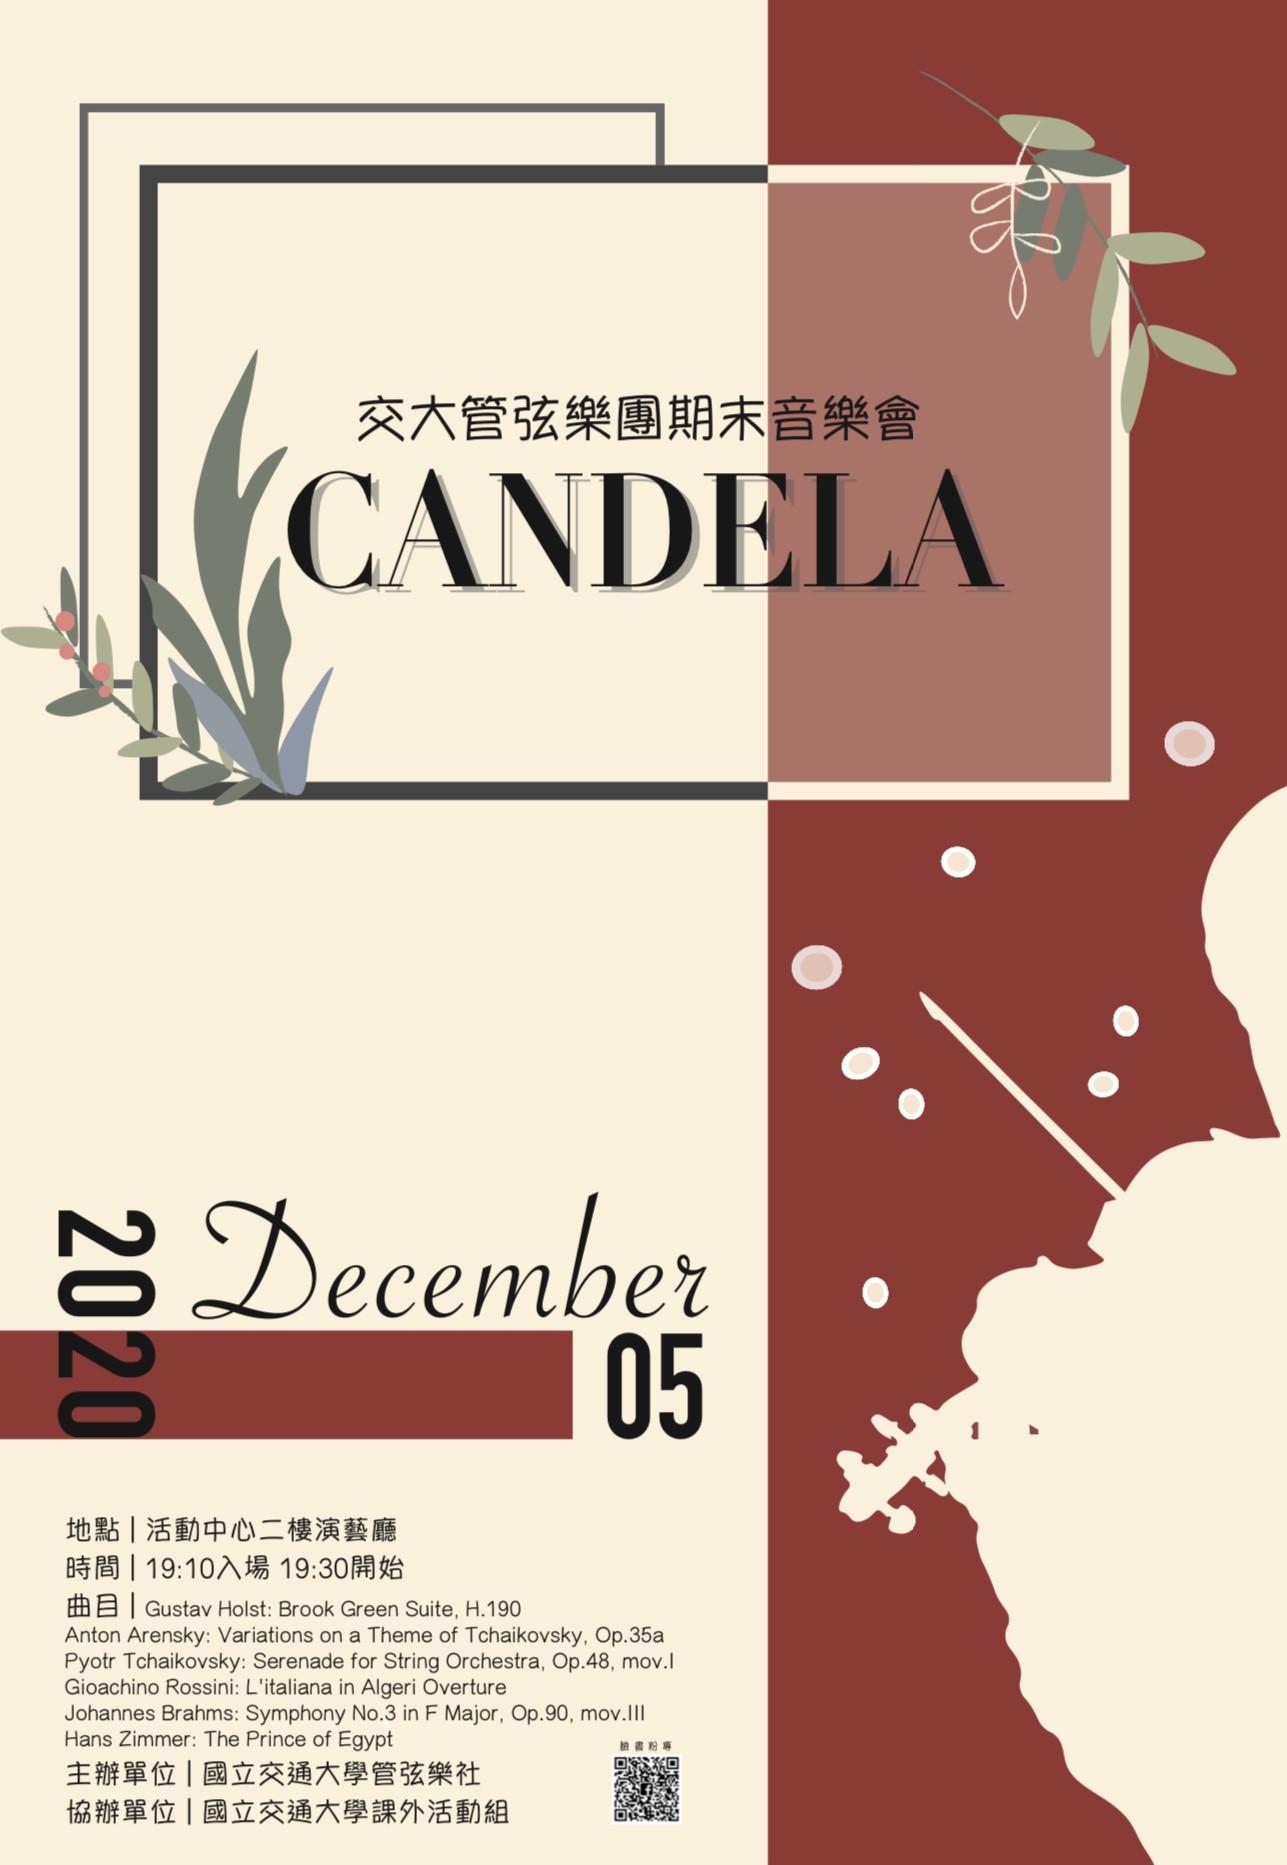 交大管弦樂團期末音樂會
CANDELA
2020
December
05
地點 | 活動中心二樓演藝廳
時間 | 19:10入場 19:30開始
曲目 | Gustav Holst: Brook Green Suite, H.190
Anton Arensky: Variations on a Theme of Tchaikovsky, Op.35a
Pyotr Tchaikovsky: Serenade for String Orchestra, Op.48, mov.I
Gioachino Rossini: L'italiana in Algeri Overture
Johannes Brahms: Symphony No.3 in F Major, Op.90, mov.III
Hans Zimmer: The Prince of Egypt
臉書粉專
主辦單位 | 國立交通大學管弦樂社
協辦單位 | 國立交通大學課外活動組